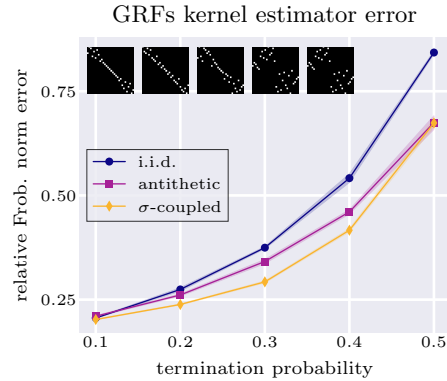 GRFs kernel estimator error
relative Frob. norm error
0.75
0.50
0.25
i.i.d.
antithetic
σ-coupled
0.1 0.2 0.3 0.4 0.5
termination probability